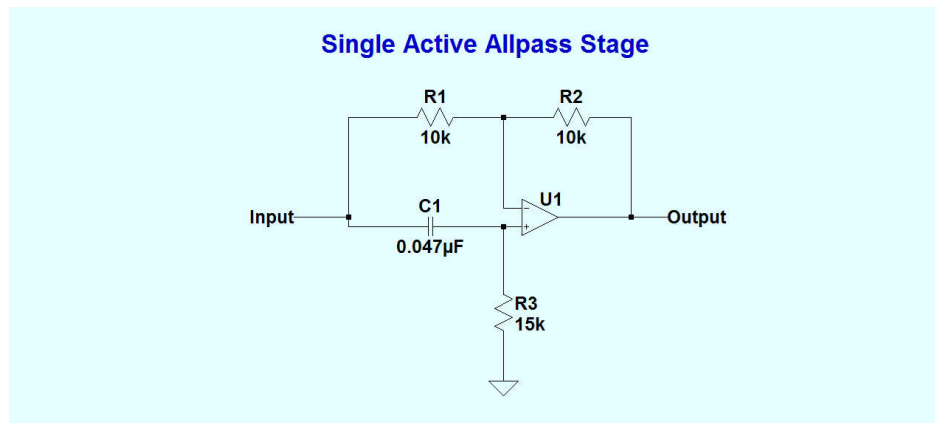 Single Active Allpass Stage
R1
10k
R2
10k
U1
-
+
Input
C1
0.047µF
Output
R3
15k